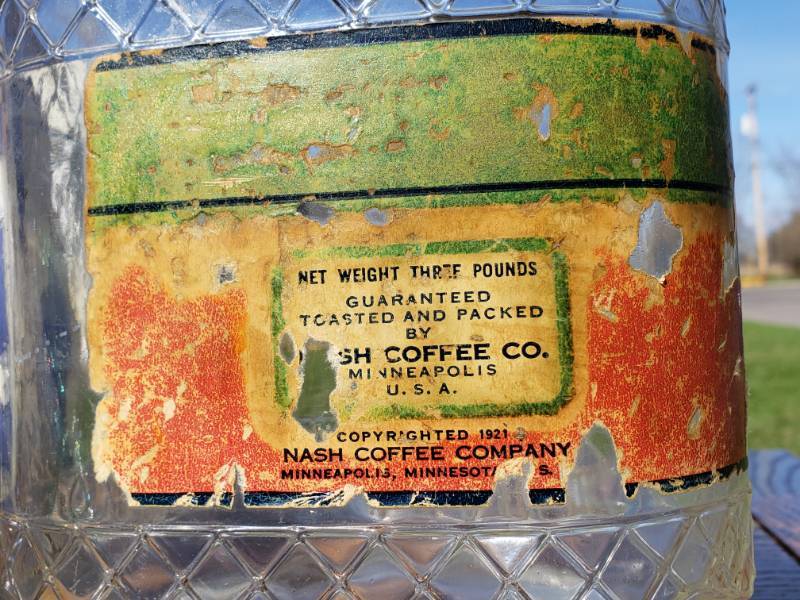 NET WEIGHT THREE POUNDS
GUARANTEED
TOASTED AND PACKED
BY
NASH COFFEE CO.
MINNEAPOLIS
U. S. A.
COPYRIGHTED 1921
NASH COFFEE COMPANY
MINNEAPOLIS, MINNESOTA S.